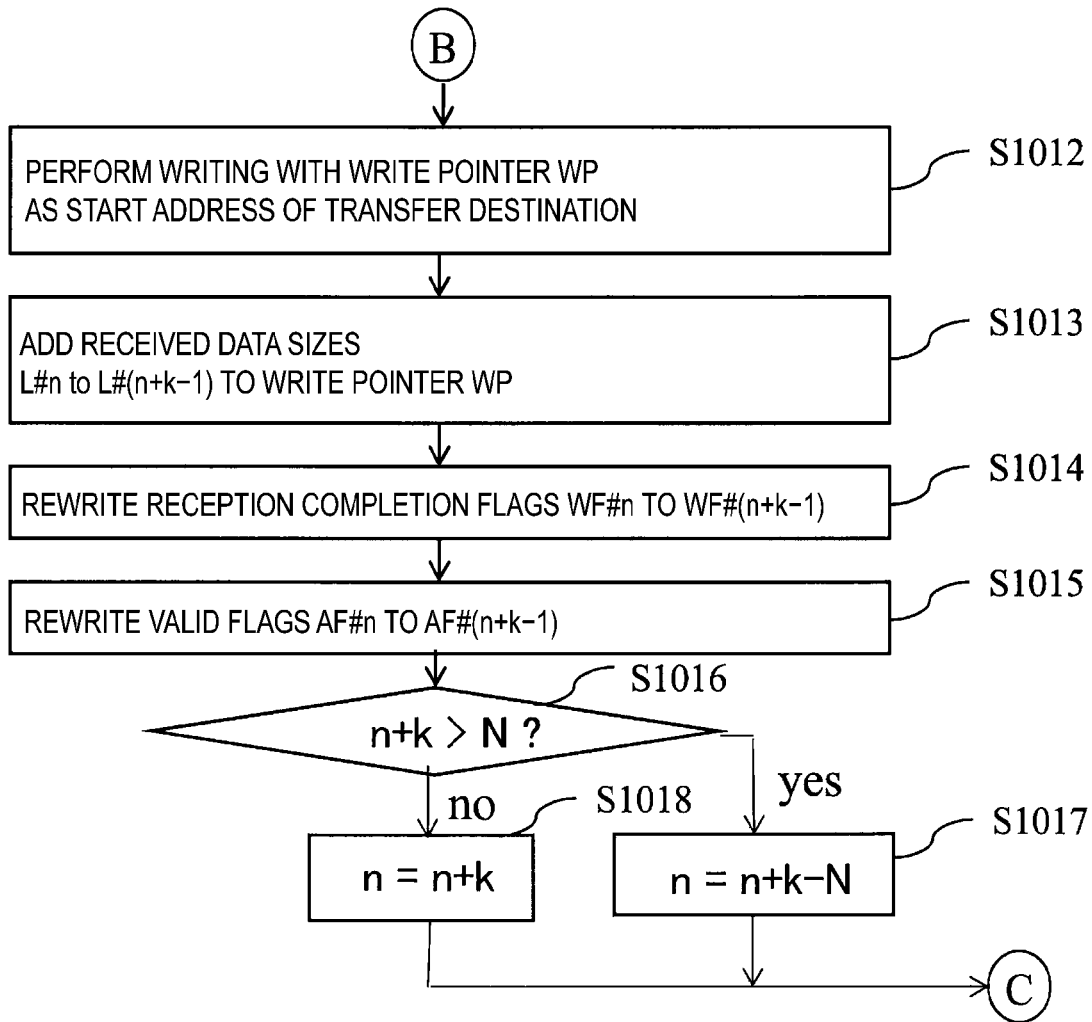 B
S1012
PERFORM WRITING WITH WRITE POINTER WP
AS START ADDRESS OF TRANSFER DESTINATION
S1013
ADD RECEIVED DATA SIZES
L#n to L#(n+k−1) TO WRITE POINTER WP
S1014
REWRITE RECEPTION COMPLETION FLAGS WF#n TO WF#(n+k−1)
S1015
REWRITE VALID FLAGS AF#n TO AF#(n+k−1)
S1016
n+k > N ?
no
S1018
yes
S1017
n = n+k
n = n+k−N
C